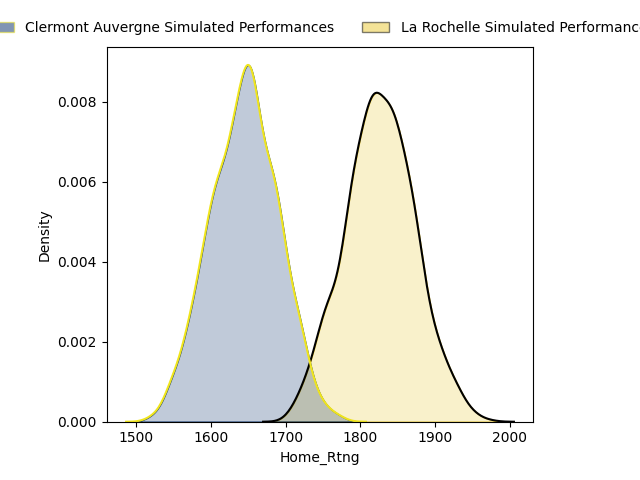 Clermont Auvergne Simulated Performances La Rochelle Simulated Performanc
0.008
0.006
0.004
0.002
0.000
Density
1500 1600 1700 1800 1900 2000
Home_Rtng